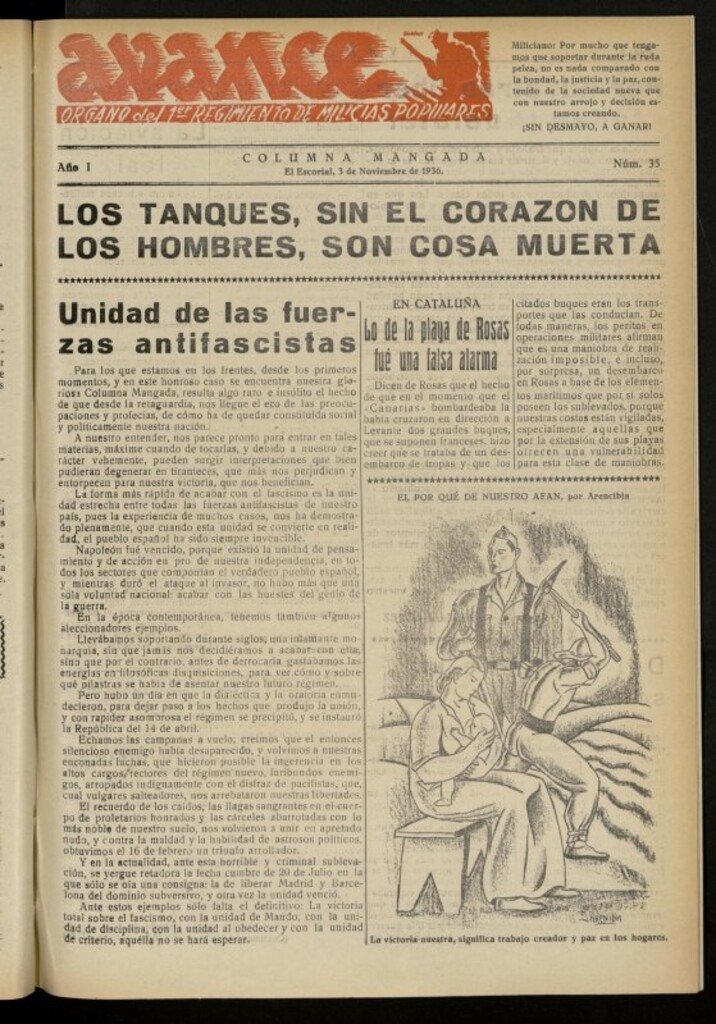 avance
ORGANO del 1er REGIMIENTO DE MILICIAS POPULARES
Miliciano: Por mucho que tenga-
mos que soportar durante la ruda
pelea, no es nada comparado con
la bondad, la justicia y la paz, con-
tenido de la sociedad nueva que
con nuestro arrojo y decisión es-
tamos creando.
¡SIN DESMAYO, A GANAR!
Año I
COLUMNA MANGADA
El Escorial, 3 de Noviembre de 1936.
Núm. 35
LOS TANQUES, SIN EL CORAZON DE
LOS HOMBRES, SON COSA MUERTA
Unidad de las fuer-
zas antifascistas
Para los que estamos en los frentes, desde los primeros
momentos, y en este honroso caso se encuentra nuestra glo-
riosa Columna Mangada, resulta algo raro e insólito el hecho
de que desde la retaguardia, nos llegue el eco de las preocu-
paciones y profecías, de cómo ha de quedar constituída social
y políticamente nuestra nación.
A nuestro entender, nos parece pronto para entrar en tales
materias, máxime cuando de tocarlas, y debido a nuestro ca-
rácter vehemente, pueden surgir interpretaciones que bien
pudieran degenerar en tiranteces, que más nos perjudican y
entorpecen para nuestra victoria, que nos benefician.
La forma más rápida de acabar con el fascismo es la uni-
dad estrecha entre todas las fuerzas antifascistas de nuestro
país, pues la experiencia de muchos casos, nos ha demostra-
do plenamente, que cuando esta unidad se convierte en reali-
dad, el pueblo español ha sido siempre invencible.
Napoleón fué vencido, porque existió la unidad de pensa-
miento y de acción en pro de nuestra independencia, en to-
dos los sectores que componían el verdadero pueblo español,
y mientras duró el ataque al invasor, no hubo más que una
sola voluntad nacional: acabar con las huestes del genio de
la guerra.
En la época contemporánea, tenemos también algunos
aleccionadores ejemplos.
Llevábamos soportando durante siglos, una infamante mo-
narquía, sin que jamás nos decidiéramos a acabar con ella,
sino que por el contrario, antes de derrocarla gastábamos las
energías en filosóficas disquisiciones, para ver cómo y sobre
qué pilastras se había de asentar nuestro futuro régimen.
Pero hubo un día en que la dialéctica y la oratoria enmu-
decieron, para dejar paso a los hechos que produjo la unión,
y con rapidez asombrosa el régimen se precipitó, y se instauró
la República del 14 de abril.
Echamos las campanas a vuelo, creímos que el entonces
silencioso enemigo había desaparecido, y volvimos a nuestras
enconadas luchas, que hicieron posible la ingerencia en los
altos cargos rectores del régimen nuevo, furibundos enemi-
gos, arropados indignamente con el disfraz de pacifistas, que,
cual vulgares salteadores, nos arrebataron nuestras libertades.
El recuerdo de los caídos, las llagas sangrantes en el cuer-
po de proletarios honrados y las cárceles abarrotadas con lo
más noble de nuestro suelo, nos volvieron a unir en apretado
nudo, y contra la maldad y la habilidad de astrosos políticos,
obtuvimos el 16 de febrero un triunfo arrollador.
Y en la actualidad, ante esta horrible y criminal subleva-
ción, se yergue retadora la fecha cumbre de 20 de Julio en la
que sólo se oía una consigna: la de liberar Madrid y Barce-
lona del dominio subversivo, y otra vez la unidad venció.
Ante estos ejemplos sólo falta el definitivo: La victoria
total sobre el fascismo, con la unidad de Mando, con la uni-
dad de disciplina, con la unidad al obedecer y con la unidad
de criterio, aquélla no se hará esperar.
EN CATALUÑA
Lo de la playa de Rosas
fué una falsa alarma
Dicen de Rosas que el hecho
de que en el momento que el
«Canarias» bombardeaba la
bahía cruzaron en dirección a
Levante dos grandes buques,
que se suponen franceses, hizo
creer que se trataba de un des-
embarco de tropas y que los
citados buques eran los trans-
portes que las conducían. De
todas maneras, los peritos en
operaciones militares afirman
que es una maniobra de reali-
zación imposible, e incluso,
por sorpresa, un desembarco
en Rosas a base de los elemen-
tos marítimos que por sí solos
poseen los sublevados, porque
nuestras costas están vigiladas,
especialmente aquellas que
por la extensión de sus playas
ofrecen una vulnerabilidad
para esta clase de maniobras.
EL POR QUÉ DE NUESTRO AFAN, por Arencibia
La victoria nuestra, significa trabajo creador y paz en los hogares.